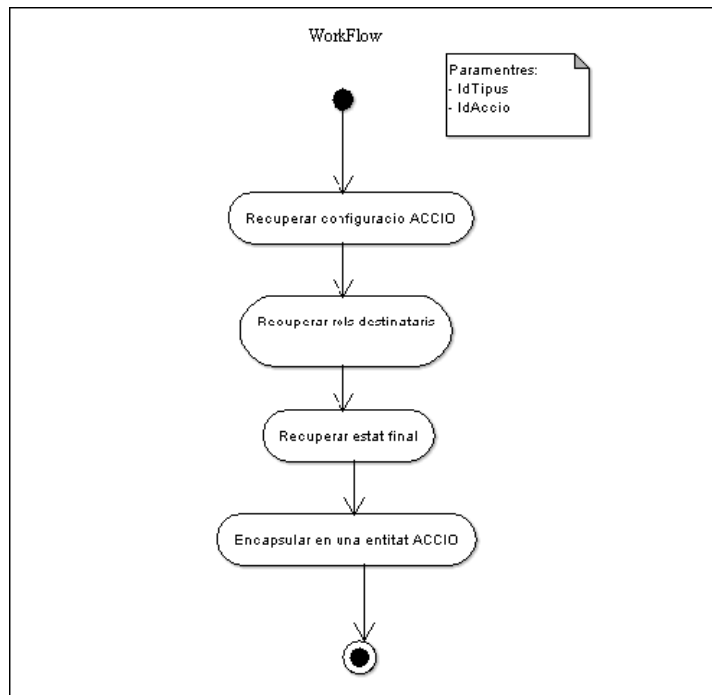 WorkFlow
Paramentres:
- IdTipus
- IdAccio
Recuperar configuracio ACCIO
Recuperar rols destinataris
Recuperar estat final
Encapsular en una entitat ACCIO